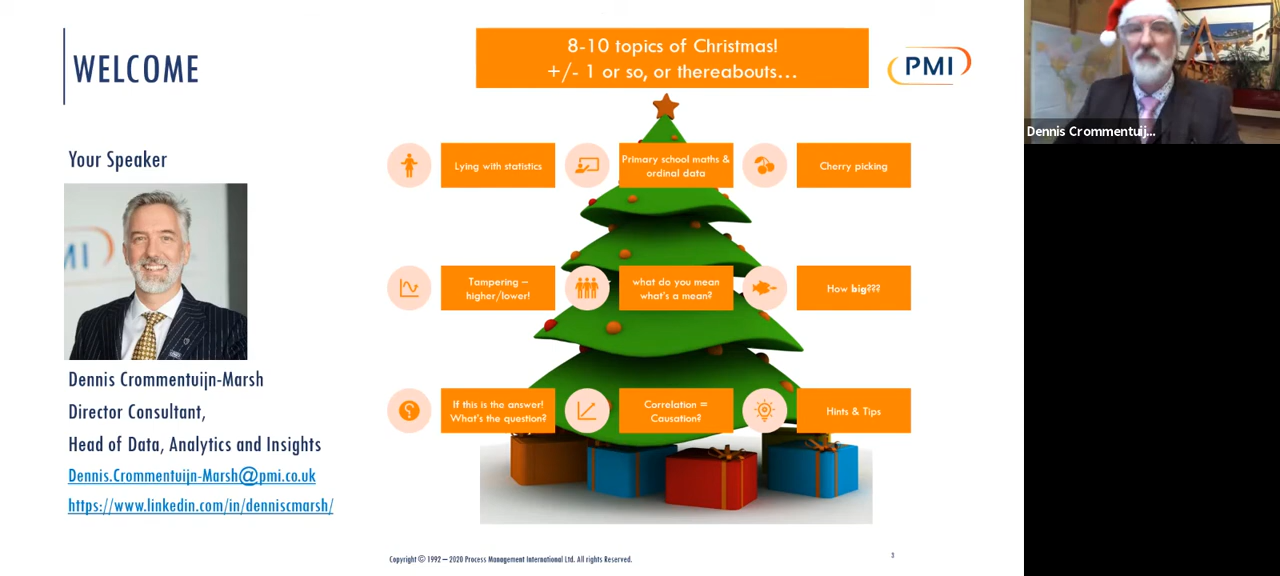 WELCOME
8-10 topics of Christmas!
+/- 1 or so, or thereabouts…
PMI
Dennis Crommentuij...
Your Speaker
MI
Lying with statistics
Primary school maths &
ordinal data
Cherry picking
Tampering –
higher/lower!
what do you mean
what's a mean?
How big???
If this is the answer!
What's the question?
Correlation =
Causation?
Hints & Tips
Dennis Crommentuijn-Marsh
Director Consultant,
Head of Data, Analytics and Insights
Dennis.Crommentuijn-Marsh@pmi.co.uk
https://www.linkedin.com/in/denniscmarsh/
Copyright © 1992 – 2020 Process Management International Ltd. All rights Reserved.
3